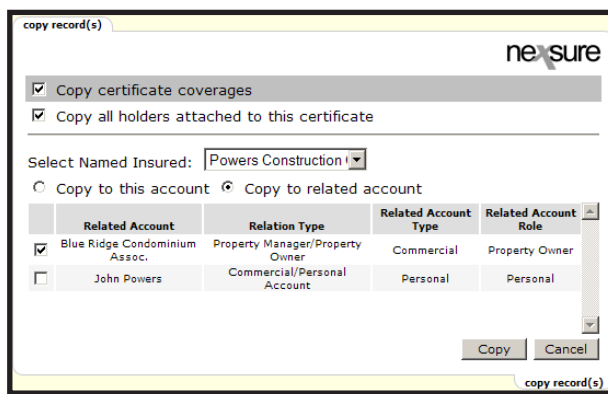 copy record(s)
nexsure
Copy certificate coverages
Copy all holders attached to this certificate
Select Named Insured: Powers Construction
Copy to this account Copy to related account
Related Account Relation Type Related Account Type Related Account Role
Blue Ridge Condominium Assoc. Property Manager/Property Owner Commercial Property Owner
John Powers Commercial/Personal Account Personal Personal
Copy Cancel
copy record(s)